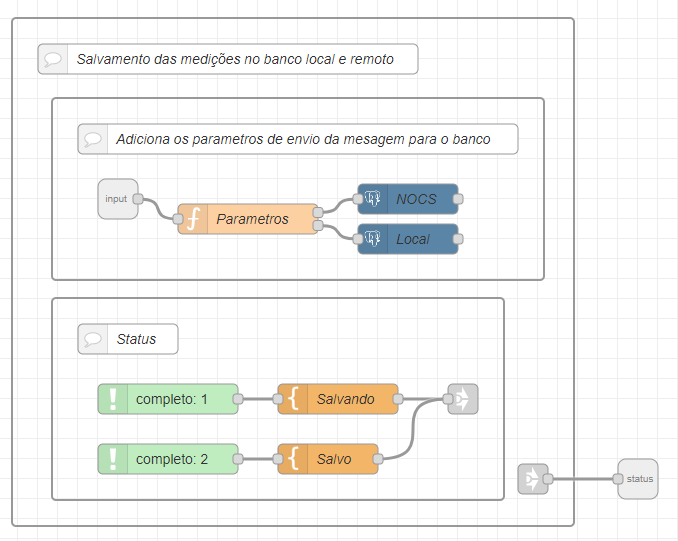 Salvamento das medições no banco local e remoto
Adiciona os parametros de envio da mesagem para o banco
input
Parametros
NOCS
Local
Status
completo: 1
Salvando
completo: 2
Salvo
status